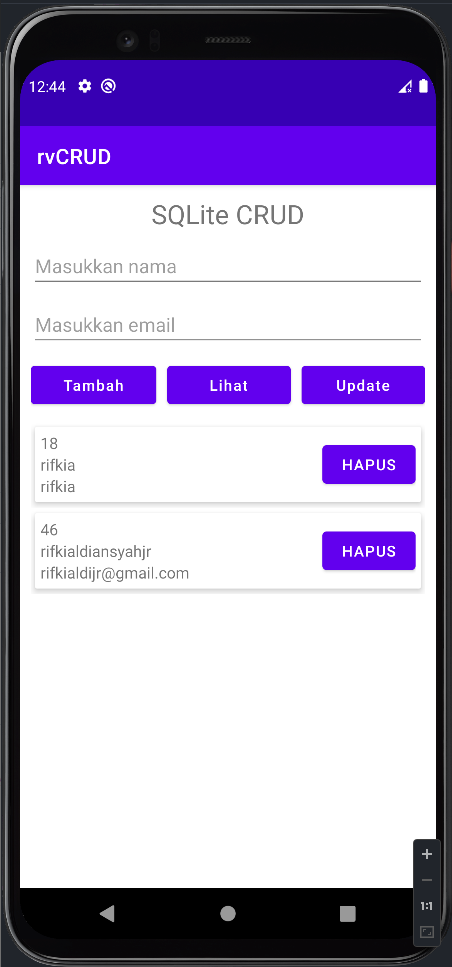 12:44
rvCRUD
SQLite CRUD
Masukkan nama
Masukkan email
Tambah Lihat Update
18
rifkia
rifkia
HAPUS
46
rifkialdiansyahjr
rifkialdijr@gmail.com
HAPUS
1:1